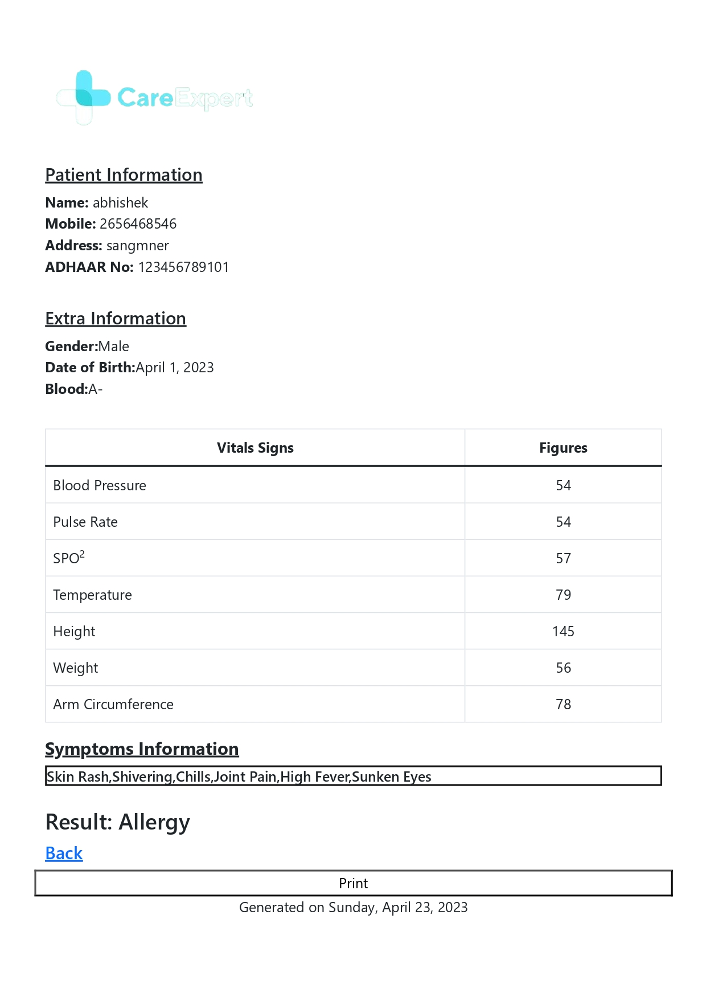 CareExpert
Patient Information
Name: abhishek
Mobile: 2656468546
Address: sangmner
ADHAAR No: 123456789101
Extra Information
Gender:Male
Date of Birth:April 1, 2023
Blood:A-
Vitals Signs Figures
Blood Pressure 54
Pulse Rate 54
SPO² 57
Temperature 79
Height 145
Weight 56
Arm Circumference 78
Symptoms Information
Skin Rash,Shivering,Chills,Joint Pain,High Fever,Sunken Eyes
Result: Allergy
Back
Print
Generated on Sunday, April 23, 2023